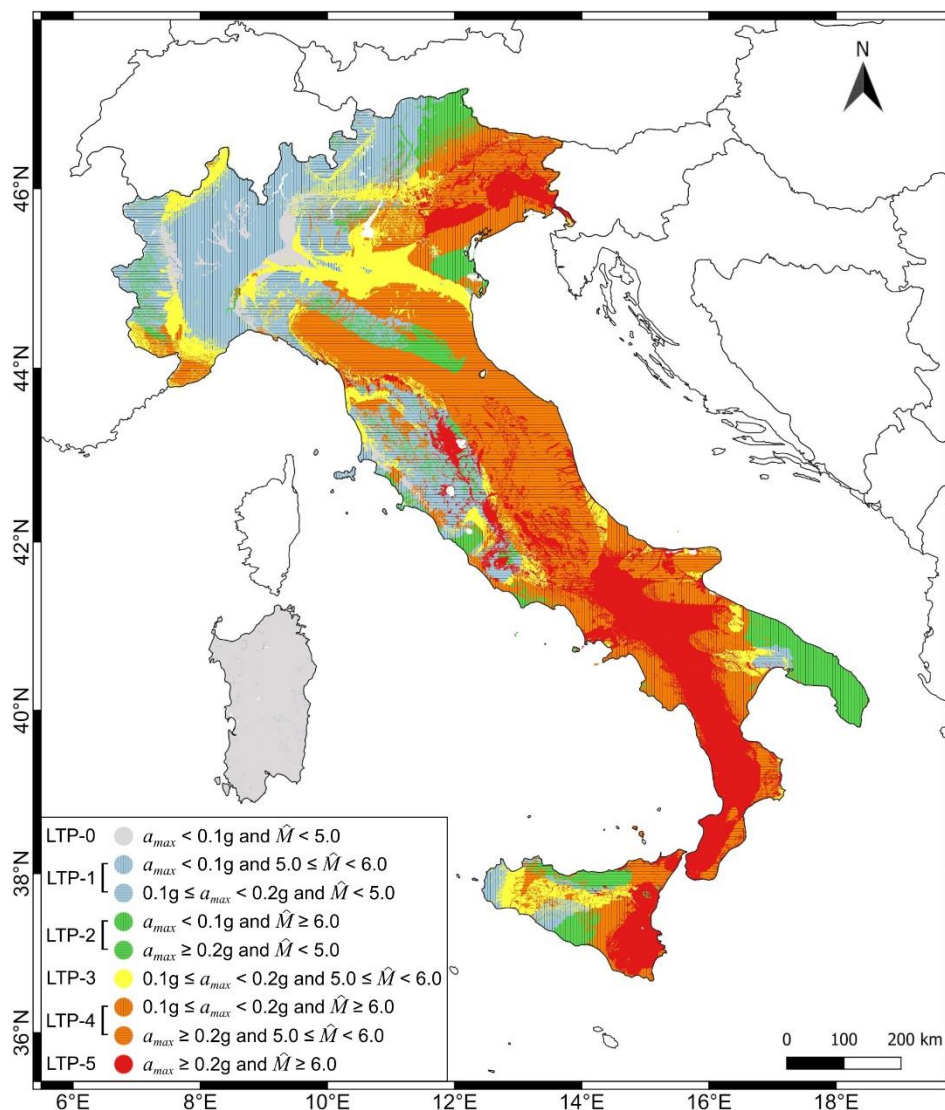 N
46°N
44°N
42°N
40°N
38°N
36°N
LTP-0 a_max < 0.1g and M̂ < 5.0
LTP-1 [ a_max < 0.1g and 5.0 ≤ M̂ < 6.0
0.1g ≤ a_max < 0.2g and M̂ < 5.0
LTP-2 [ a_max < 0.1g and M̂ ≥ 6.0
a_max ≥ 0.2g and M̂ < 5.0
LTP-3 0.1g ≤ a_max < 0.2g and 5.0 ≤ M̂ < 6.0
LTP-4 [ 0.1g ≤ a_max < 0.2g and M̂ ≥ 6.0
a_max ≥ 0.2g and 5.0 ≤ M̂ < 6.0
LTP-5 a_max ≥ 0.2g and M̂ ≥ 6.0
0 100 200 km
6°E 8°E 10°E 12°E 14°E 16°E 18°E